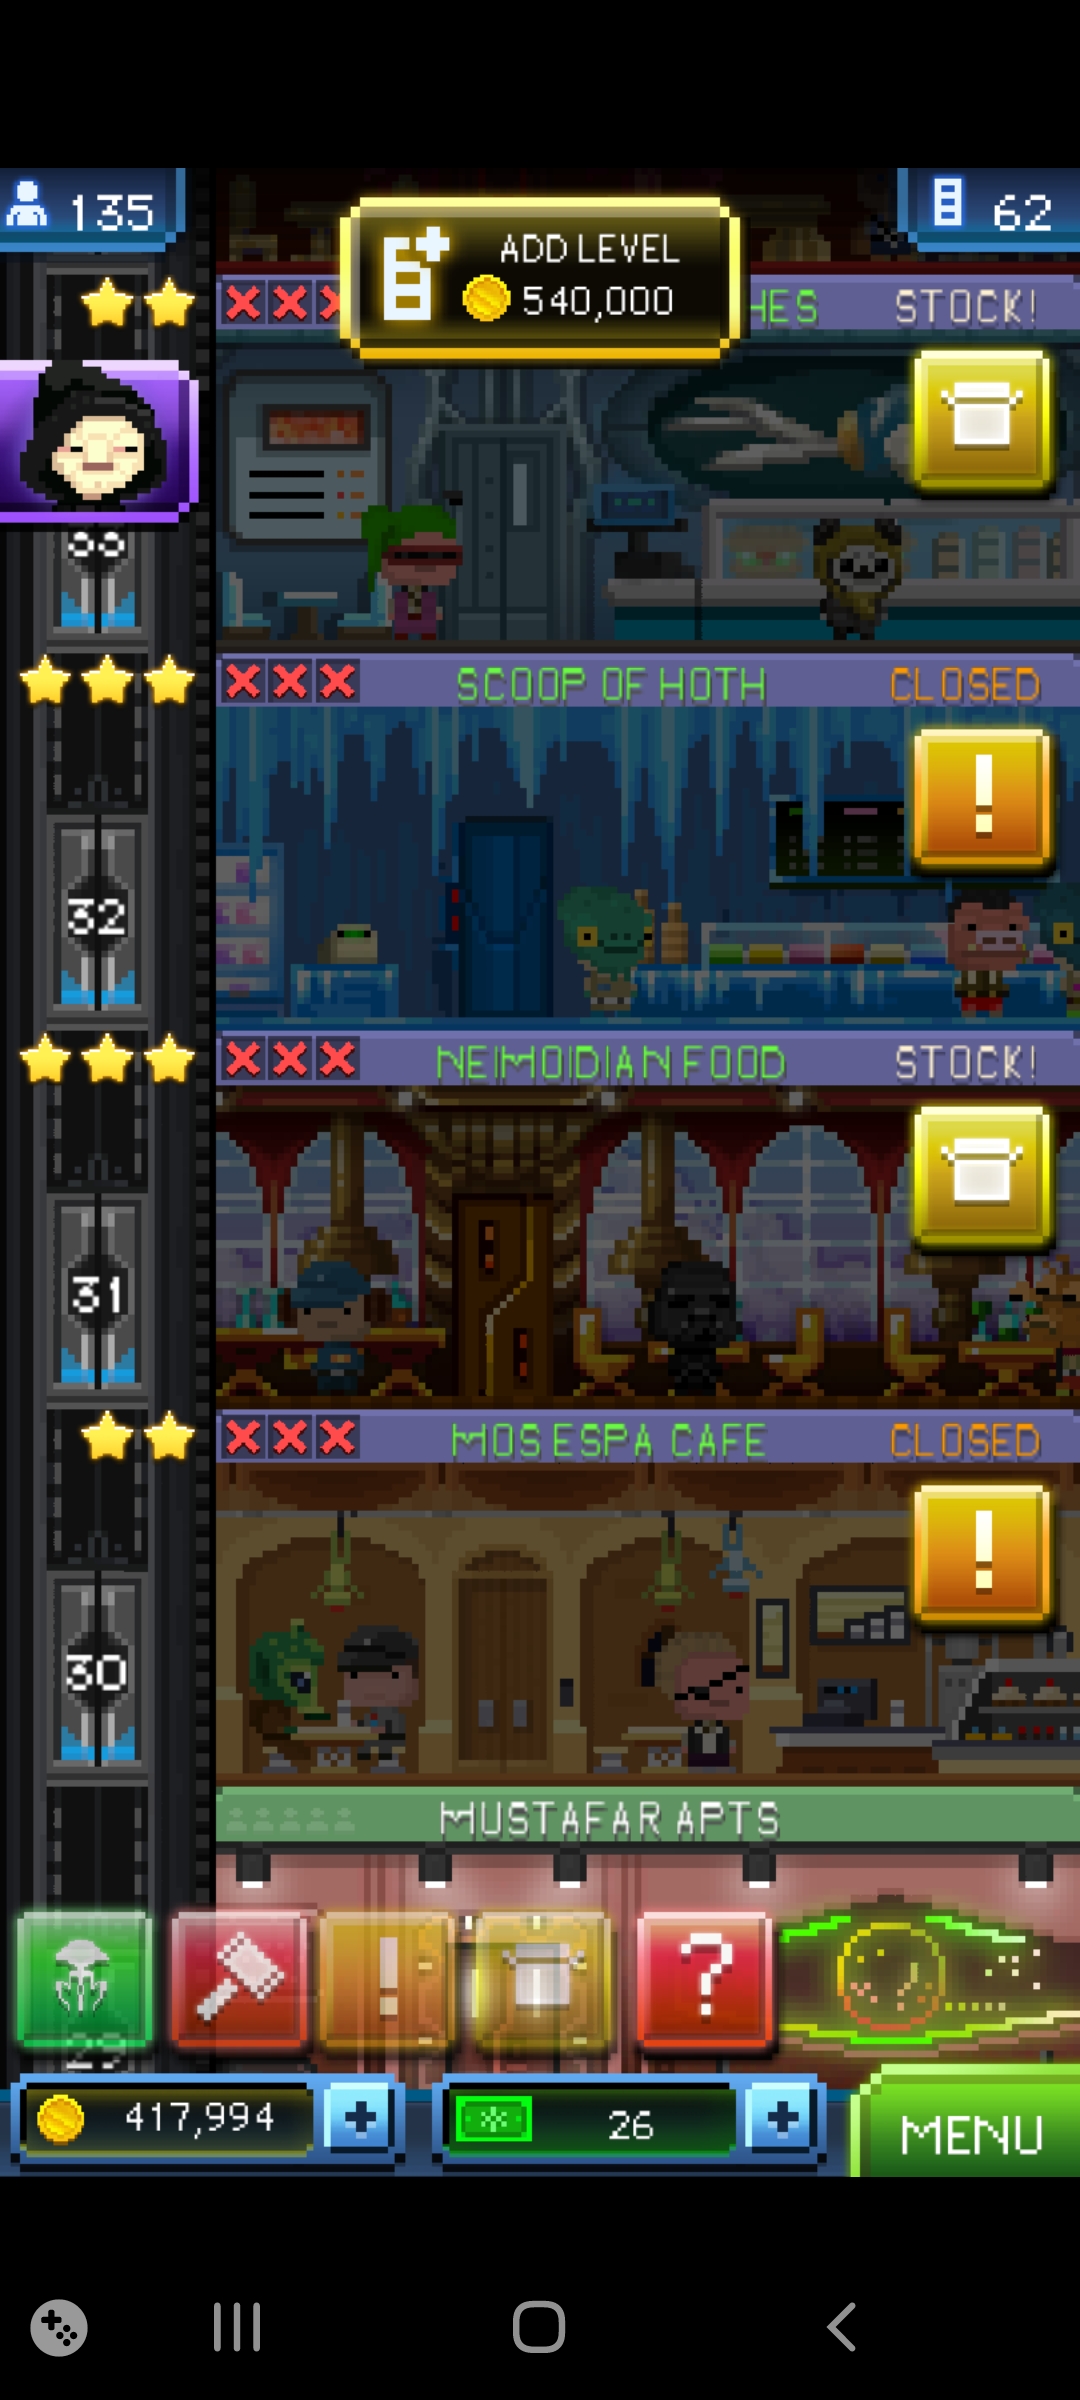 135
62
ADD LEVEL
540,000
HES STOCK!
33
SCOOP OF HOTH CLOSED
32
NEIMOIDIAN FOOD STOCK!
31
MOS ESPA CAFE CLOSED
30
MUSTAFAR APTS
!
?
29
417,994
26
MENU